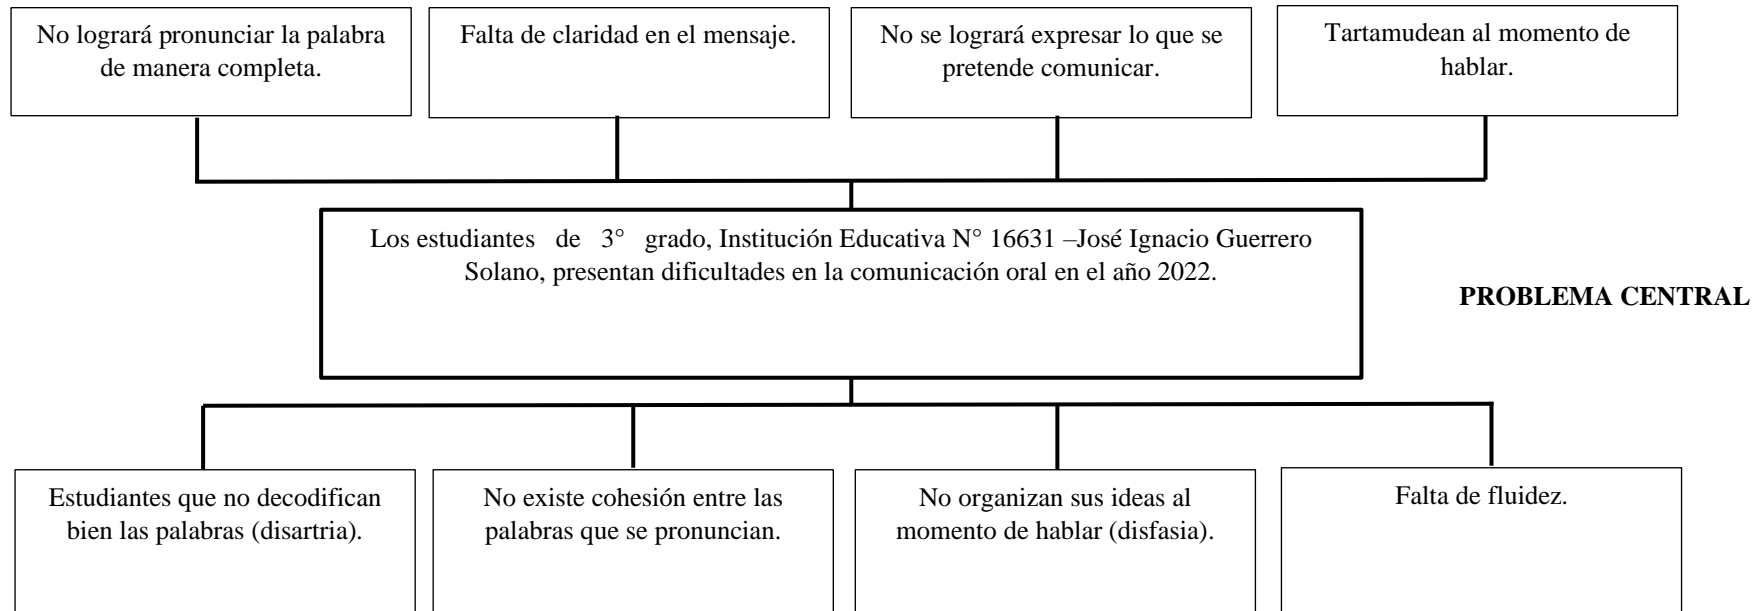 No logrará pronunciar la palabra
de manera completa.
Falta de claridad en el mensaje.
No se logrará expresar lo que se
pretende comunicar.
Tartamudean al momento de
hablar.
Los estudiantes de 3° grado, Institución Educativa N° 16631 –José Ignacio Guerrero
Solano, presentan dificultades en la comunicación oral en el año 2022.
PROBLEMA CENTRAL
Estudiantes que no decodifican
bien las palabras (disartria).
No existe cohesión entre las
palabras que se pronuncian.
No organizan sus ideas al
momento de hablar (disfasia).
Falta de fluidez.